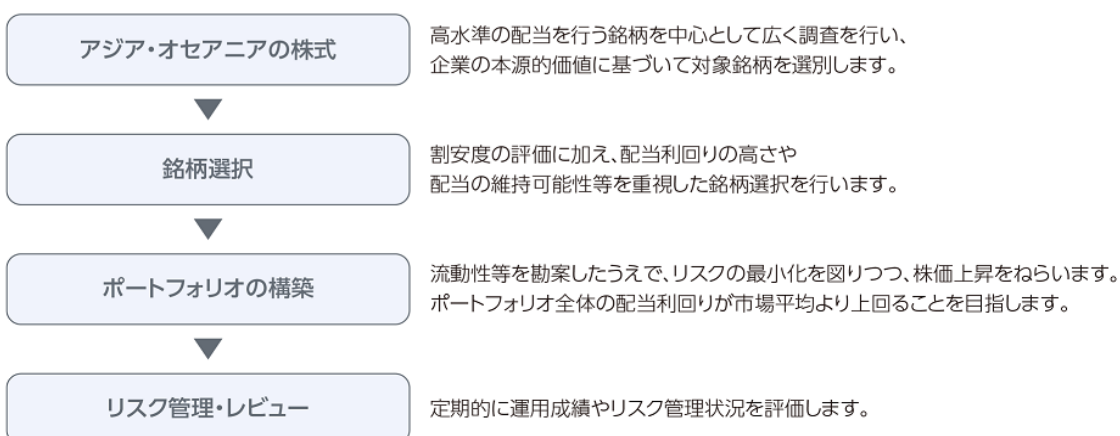 アジア・オセアニアの株式
高水準の配当を行う銘柄を中心として広く調査を行い、
企業の本源的価値に基づいて対象銘柄を選別します。
銘柄選択
割安度の評価に加え、配当利回りの高さや
配当の維持可能性等を重視した銘柄選択を行います。
ポートフォリオの構築
流動性等を勘案したうえで、リスクの最小化を図りつつ、株価上昇をねらいます。
ポートフォリオ全体の配当利回りが市場平均より上回ることを目指します。
リスク管理・レビュー
定期的に運用成績やリスク管理状況を評価します。